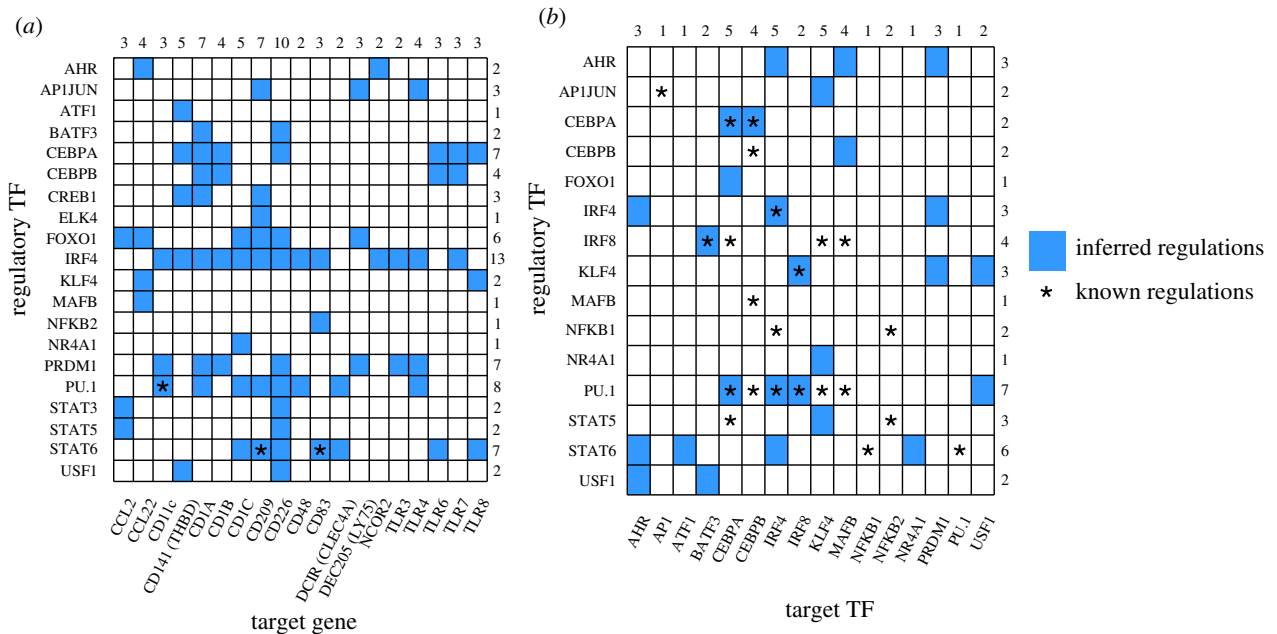 (a)
3 4 3 5 7 4 5 7 10 2 3 2 3 2 2 4 3 3 3
regulatory TF
AHR 2
AP1JUN 3
ATF1 1
BATF3 2
CEBPA 7
CEBPB 4
CREB1 3
ELK4 1
FOXO1 6
IRF4 13
KLF4 2
MAFB 1
NFKB2 1
NR4A1 1
PRDM1 7
PU.1 * 8
STAT3 2
STAT5 2
STAT6 * * 7
USF1 2
CCL2
CCL22
CD11c
CD141 (THBD)
CD1A
CD1B
CD1C
CD209
CD226
CD48
CD83
DCIR (CLEC4A)
DEC205 (LY75)
NCOR2
TLR3
TLR4
TLR6
TLR7
TLR8
target gene
(b)
3 1 1 2 5 4 5 2 5 4 1 2 1 3 1 2
regulatory TF
AHR 3
AP1JUN * 2
CEBPA * * 2
CEBPB * 2
FOXO1 1
IRF4 * 3
IRF8 * * * * 4
KLF4 * 3
MAFB * 1
NFKB1 * * 2
NR4A1 1
PU.1 * * * * * * 7
STAT5 * * 3
STAT6 * * 6
USF1 2
AHR
AP1
ATF1
BATF3
CEBPA
CEBPB
IRF4
IRF8
KLF4
MAFB
NFKB1
NFKB2
NR4A1
PRDM1
PU.1
USF1
target TF
inferred regulations
* known regulations